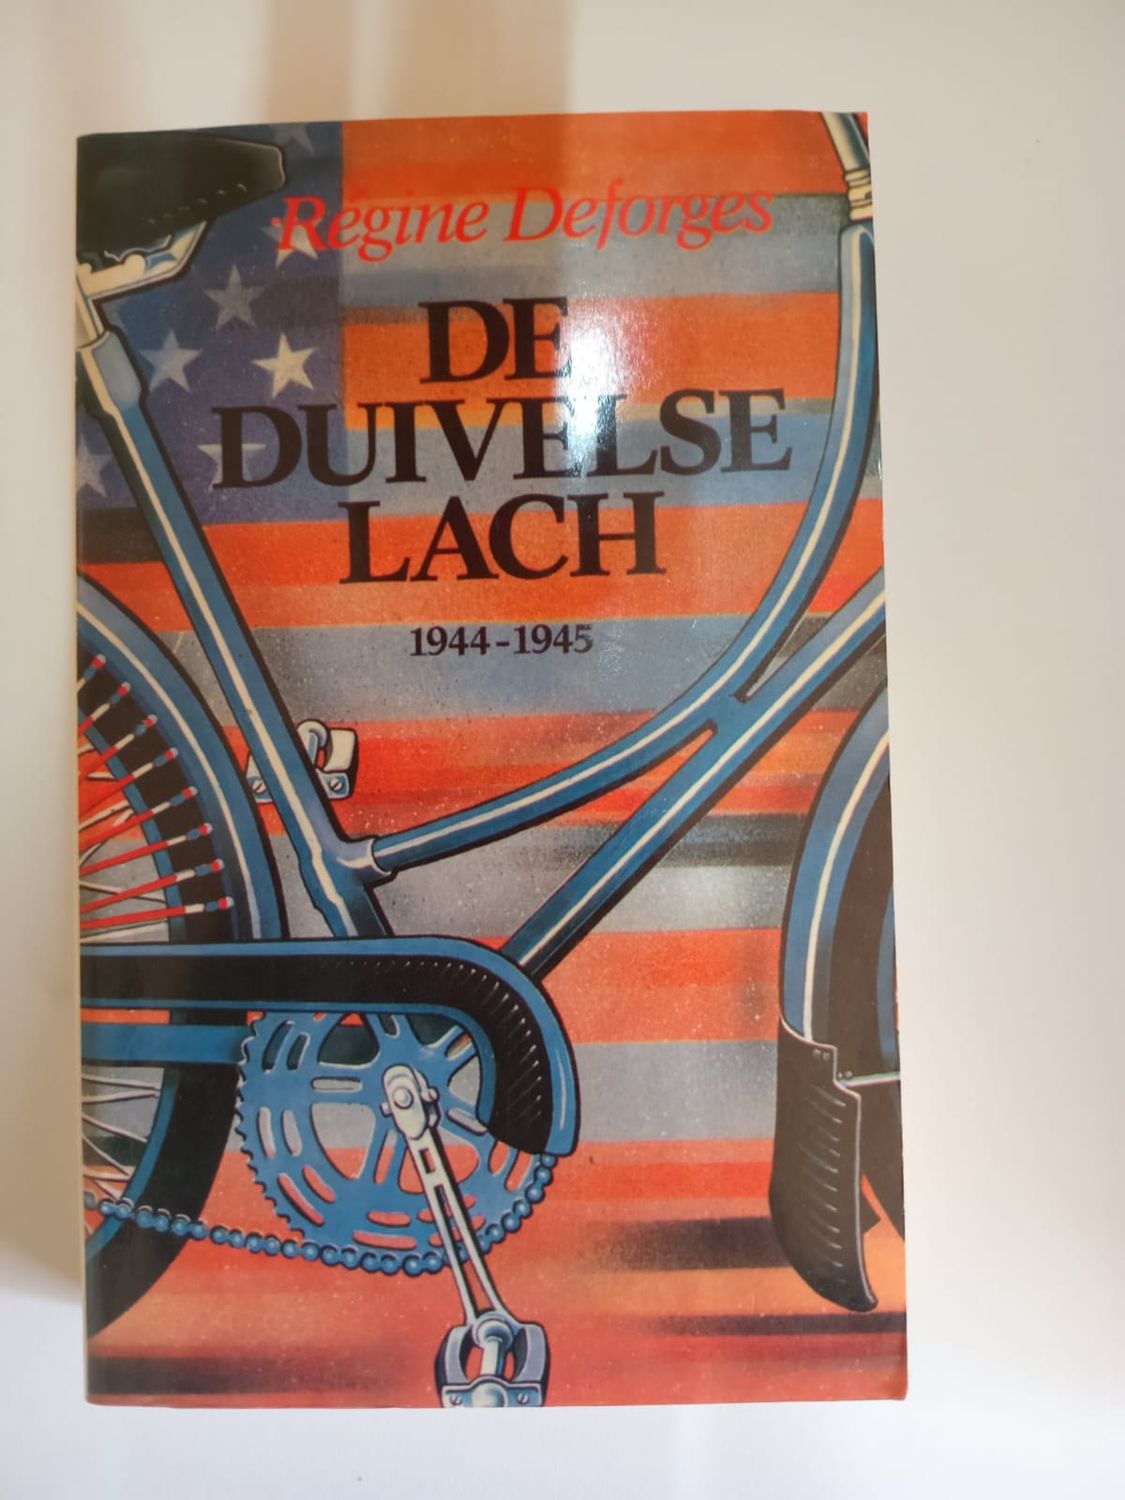 Régine Deforges
DE
DUIVELSE
LACH
1944-1945